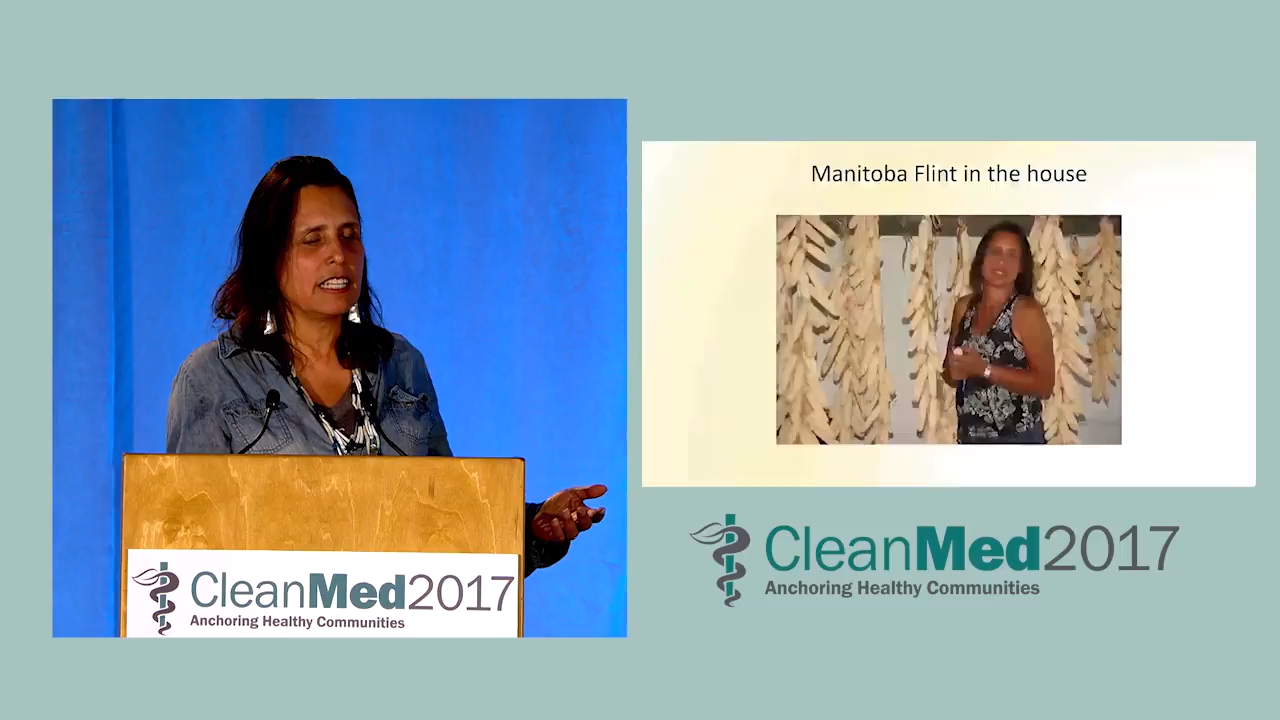 Manitoba Flint in the house
CleanMed2017
Anchoring Healthy Communities
CleanMed2017
Anchoring Healthy Communities